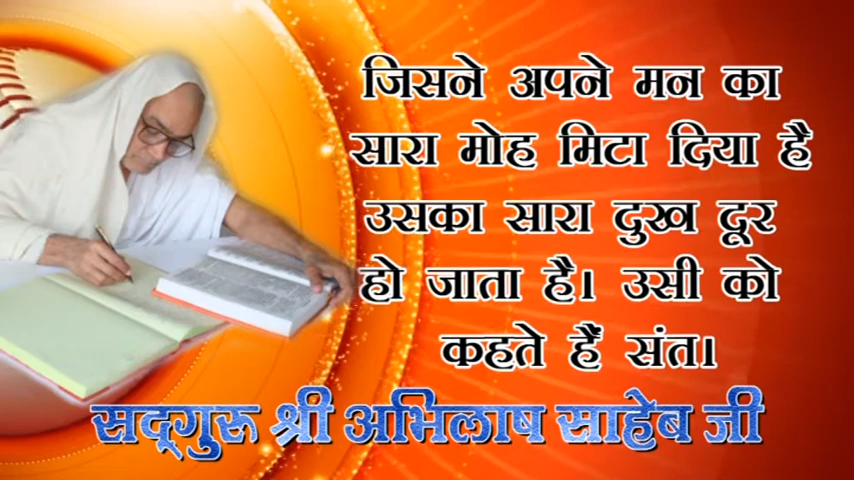 जिसने अपने मन का
सारा मोह मिटा दिया है
उसका सारा दुख दूर
हो जाता है। उसी को
कहते हैं संत।
सद्गुरु श्री अभिलाष साहेब जी